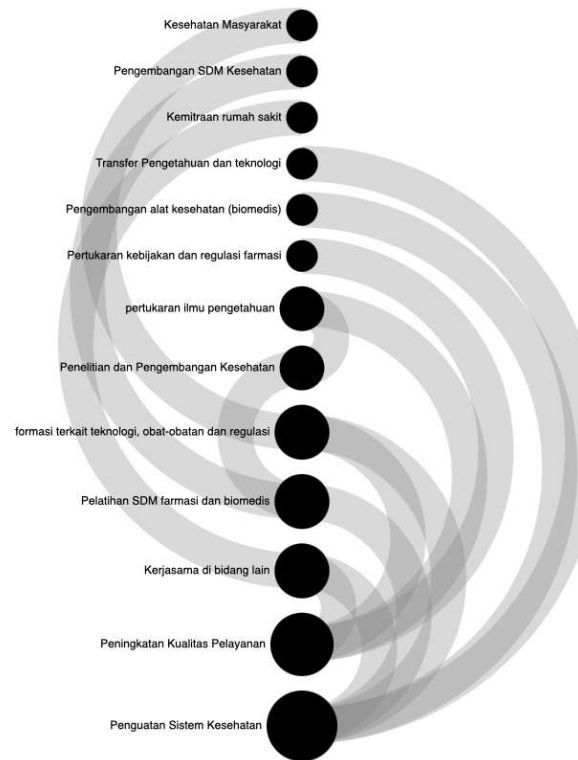 Kesehatan Masyarakat
Pengembangan SDM Kesehatan
Kemitraan rumah sakit
Transfer Pengetahuan dan teknologi
Pengembangan alat kesehatan (biomedis)
Pertukaran kebijakan dan regulasi farmasi
pertukaran ilmu pengetahuan
Penelitian dan Pengembangan Kesehatan
formasi terkait teknologi, obat-obatan dan regulasi
Pelatihan SDM farmasi dan biomedis
Kerjasama di bidang lain
Peningkatan Kualitas Pelayanan
Penguatan Sistem Kesehatan